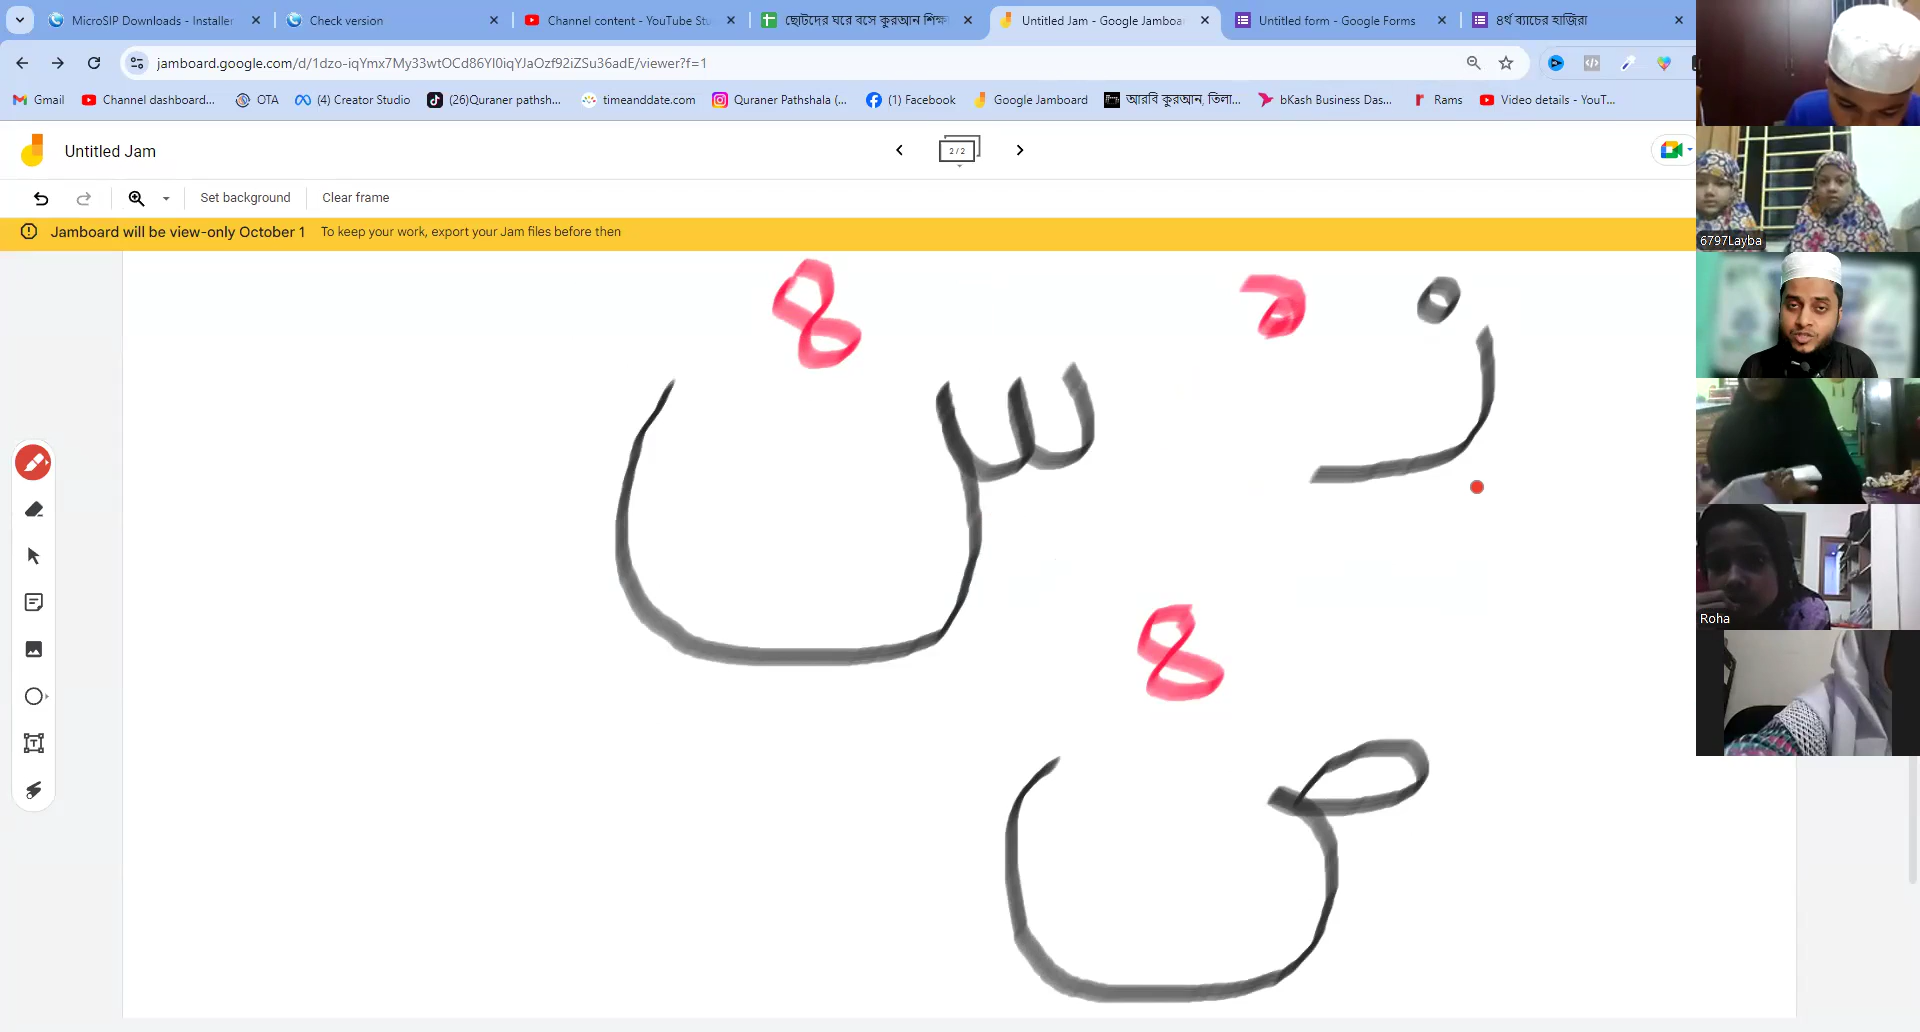 MicroSIP Downloads - Installer
Check version
Channel content - YouTube Stu
ছোটদের ঘরে বসে কুরআন শিক্ষা
Untitled Jam - Google Jamboa
Untitled form - Google Forms
৪র্থ ব্যাচের হাজিরা
jamboard.google.com/d/1dzo-iqYmx7My33wtOCd86Yl0iqYJaOzf92iZSu36adE/viewer?f=1
Gmail
Channel dashboard...
OTA
(4) Creator Studio
(26)Quraner pathsh...
timeanddate.com
Quraner Pathshala (...
(1) Facebook
Google Jamboard
আরবি কুরআন, তিলা...
bKash Business Das...
Rams
Video details - YouT...
Untitled Jam
2 / 2
Set background
Clear frame
Jamboard will be view-only October 1
To keep your work, export your Jam files before then
6797Layba
Roha
ز
س
৪
ص
৪